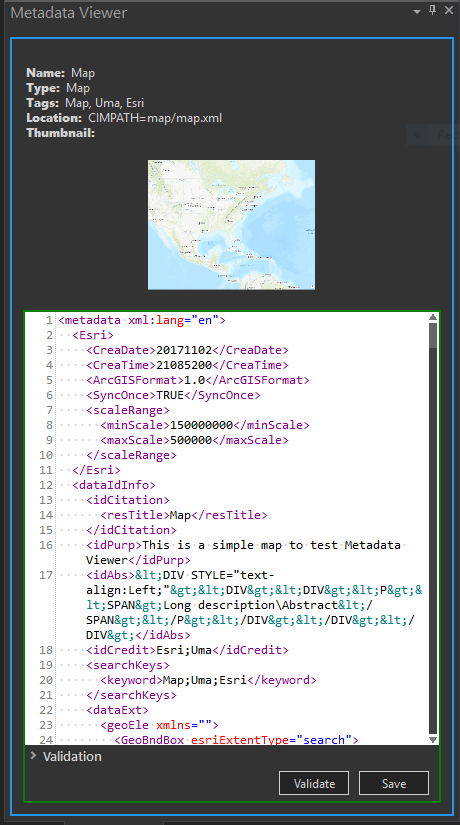 Metadata Viewer
Name: Map
Type: Map
Tags: Map, Uma, Esri
Location: CIMPATH=map/map.xml
Thumbnail:
1 <metadata xml:lang="en">
2 <Esri>
3 <CreaDate>20171102</CreaDate>
4 <CreaTime>21085200</CreaTime>
5 <ArcGISFormat>1.0</ArcGISFormat>
6 <SyncOnce>TRUE</SyncOnce>
7 <scaleRange>
8 <minScale>150000000</minScale>
9 <maxScale>500000</maxScale>
10 </scaleRange>
11 </Esri>
12 <dataIdInfo>
13 <idCitation>
14 <resTitle>Map</resTitle>
15 </idCitation>
16 <idPurp>This is a simple map to test Metadata
Viewer</idPurp>
17 <idAbs>&lt;DIV STYLE="text-
align:Left;"&gt;&lt;DIV&gt;&lt;DIV&gt;&lt;P&gt;&
lt;SPAN&gt;Long description\Abstract&lt;/
SPAN&gt;&lt;/P&gt;&lt;/DIV&gt;&lt;/DIV&gt;&lt;/
DIV&gt;</idAbs>
18 <idCredit>Esri;Uma</idCredit>
19 <searchKeys>
20 <keyword>Map;Uma;Esri</keyword>
21 </searchKeys>
22 <dataExt>
23 <geoEle xmlns="">
24 <GeoBndBox esriExtentType="search">
Validation
Validate
Save